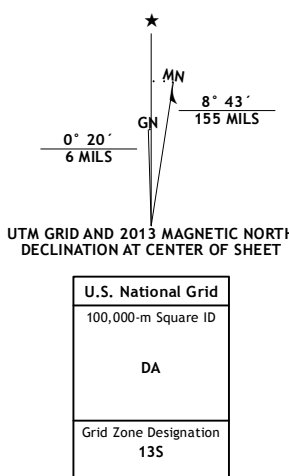 MN
8° 43´
155 MILS
GN
0° 20´
6 MILS
UTM GRID AND 2013 MAGNETIC NORTH
DECLINATION AT CENTER OF SHEET
U.S. National Grid
100,000-m Square ID
DA
Grid Zone Designation
13S